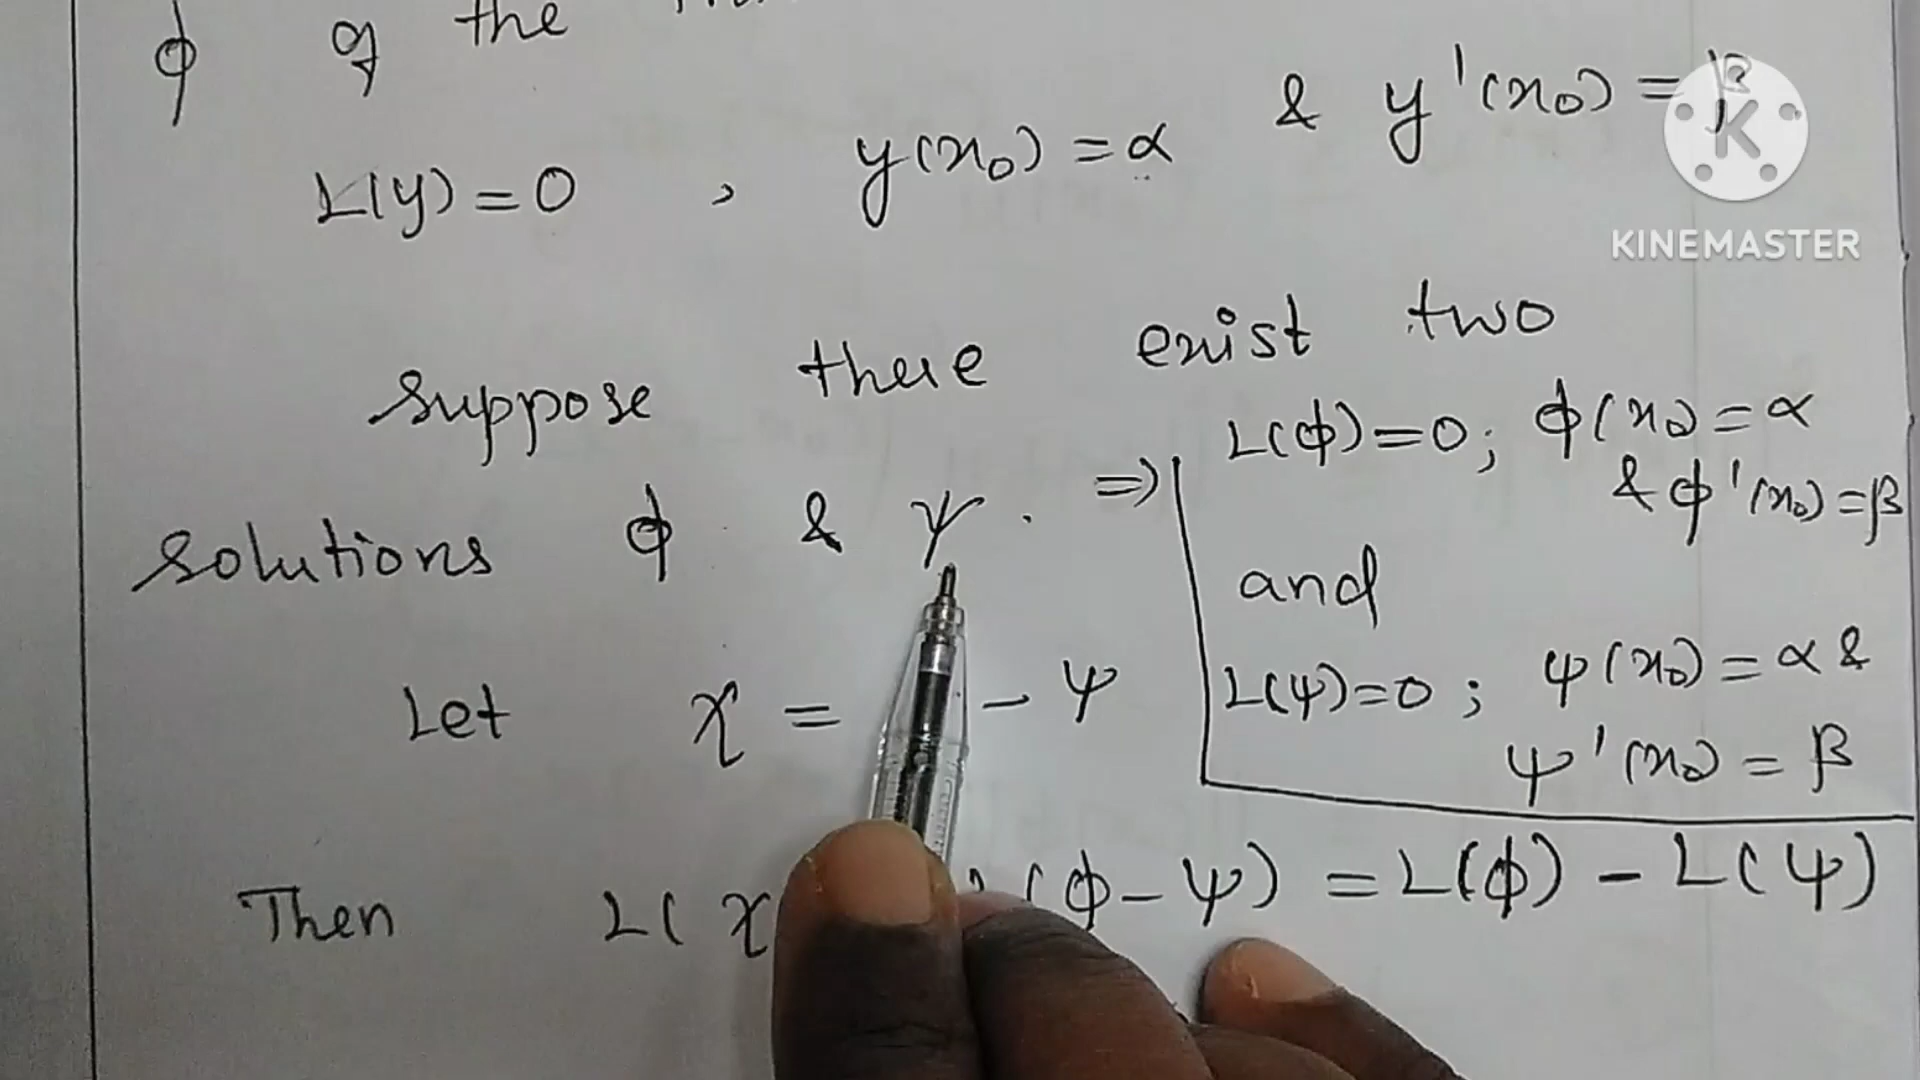 ϕ of the
L(y) = 0 , y(x₀) = α & y'(x₀) = β
KINEMASTER
Suppose there exist two
solutions ϕ & ψ . ⇒
L(ϕ) = 0 ; ϕ(x₀) = α
& ϕ'(x₀) = β
and
L(ψ) = 0 ; ψ(x₀) = α &
ψ'(x₀) = β
Let χ = - ψ
Then L( χ (ϕ - ψ) = L(ϕ) - L(ψ)